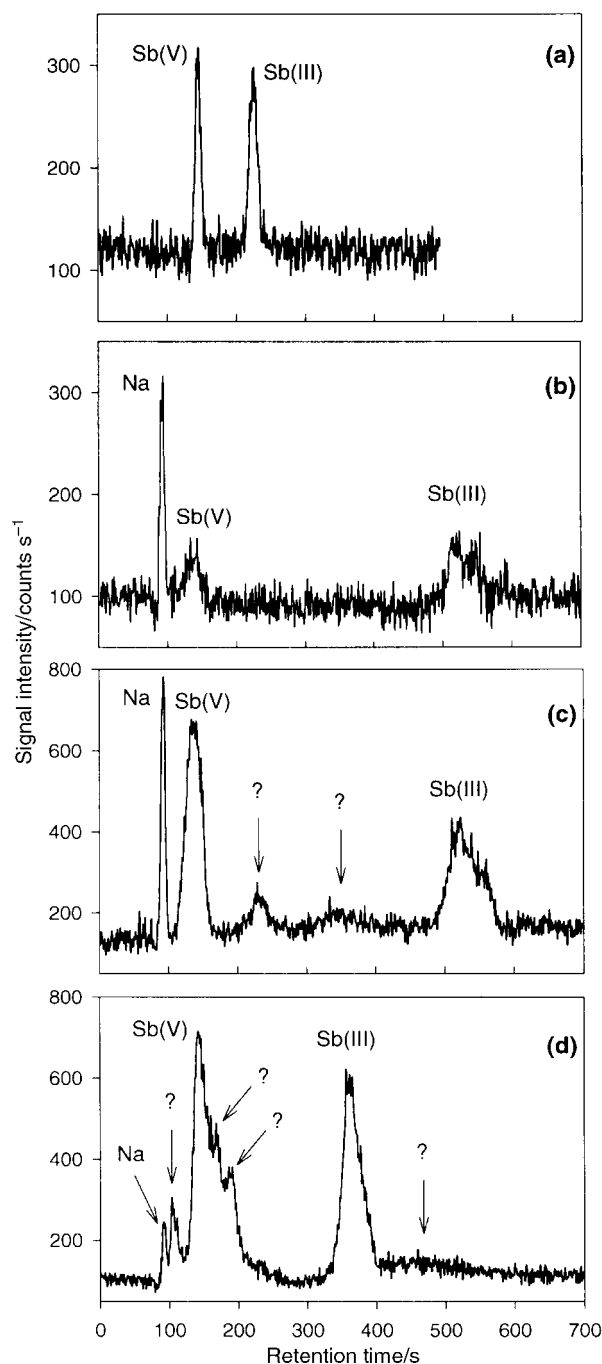 Signal intensity/counts s⁻¹
(a)
Sb(V)
Sb(III)
300
200
100
(b)
Na
Sb(V)
Sb(III)
300
200
100
(c)
Na
Sb(V)
?
?
Sb(III)
800
600
400
200
(d)
Sb(V)
Sb(III)
?
?
?
Na
?
800
600
400
200
0 100 200 300 400 500 600 700
Retention time/s